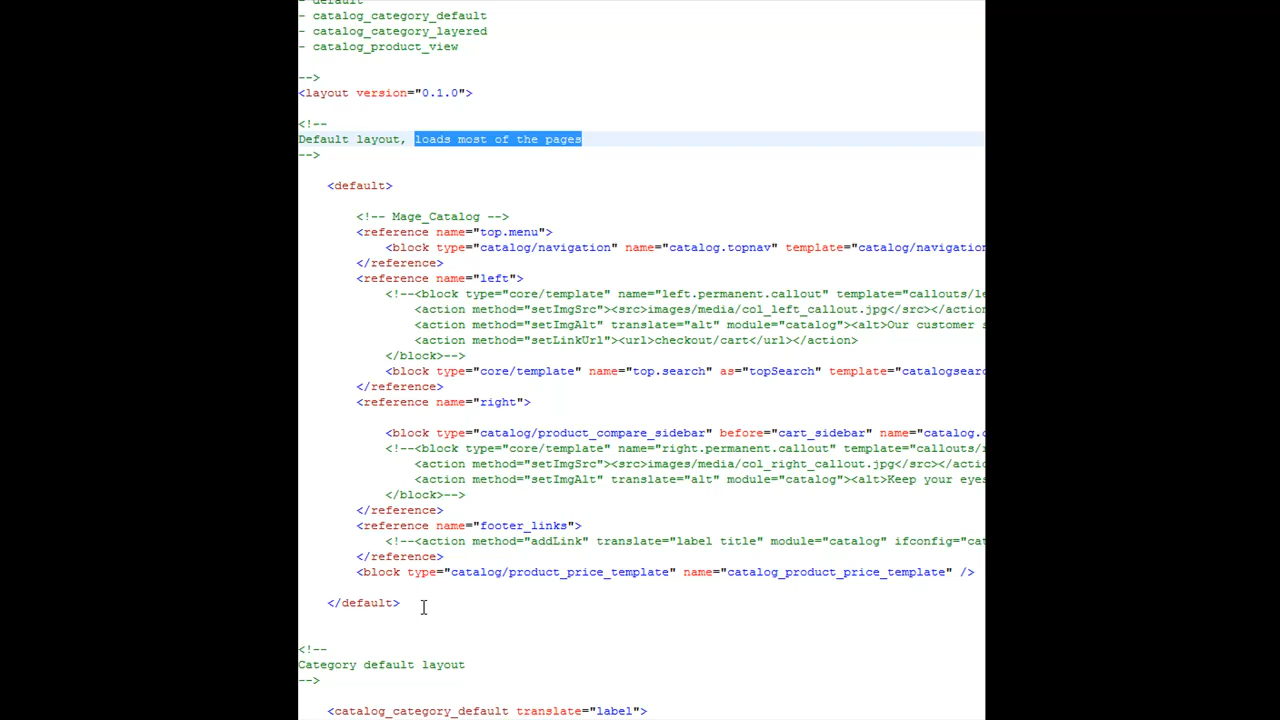 - default
- catalog_category_default
- catalog_category_layered
- catalog_product_view
-->
<layout version="0.1.0">
<!--
Default layout, loads most of the pages
-->
<default>
<!-- Mage_Catalog -->
<reference name="top.menu">
<block type="catalog/navigation" name="catalog.topnav" template="catalog/navigation
</reference>
<reference name="left">
<!--<block type="core/template" name="left.permanent.callout" template="callouts/le
<action method="setImgSrc"><src>images/media/col_left_callout.jpg</src></action
<action method="setImgAlt" translate="alt" module="catalog"><alt>Our customer s
<action method="setLinkUrl"><url>checkout/cart</url></action>
</block>-->
<block type="core/template" name="top.search" as="topSearch" template="catalogsearc
</reference>
<reference name="right">
<block type="catalog/product_compare_sidebar" before="cart_sidebar" name="catalog.c
<!--<block type="core/template" name="right.permanent.callout" template="callouts/r
<action method="setImgSrc"><src>images/media/col_right_callout.jpg</src></actio
<action method="setImgAlt" translate="alt" module="catalog"><alt>Keep your eyes
</block>-->
</reference>
<reference name="footer_links">
<!--<action method="addLink" translate="label title" module="catalog" ifconfig="cat
</reference>
<block type="catalog/product_price_template" name="catalog_product_price_template" />
</default>
<!--
Category default layout
-->
<catalog_category_default translate="label">